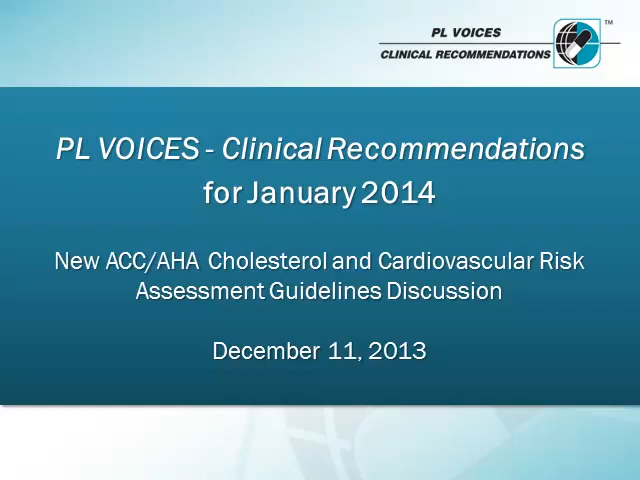 PL VOICES
CLINICAL RECOMMENDATIONS
TM
PL VOICES - Clinical Recommendations
for January 2014
New ACC/AHA Cholesterol and Cardiovascular Risk
Assessment Guidelines Discussion
December 11, 2013